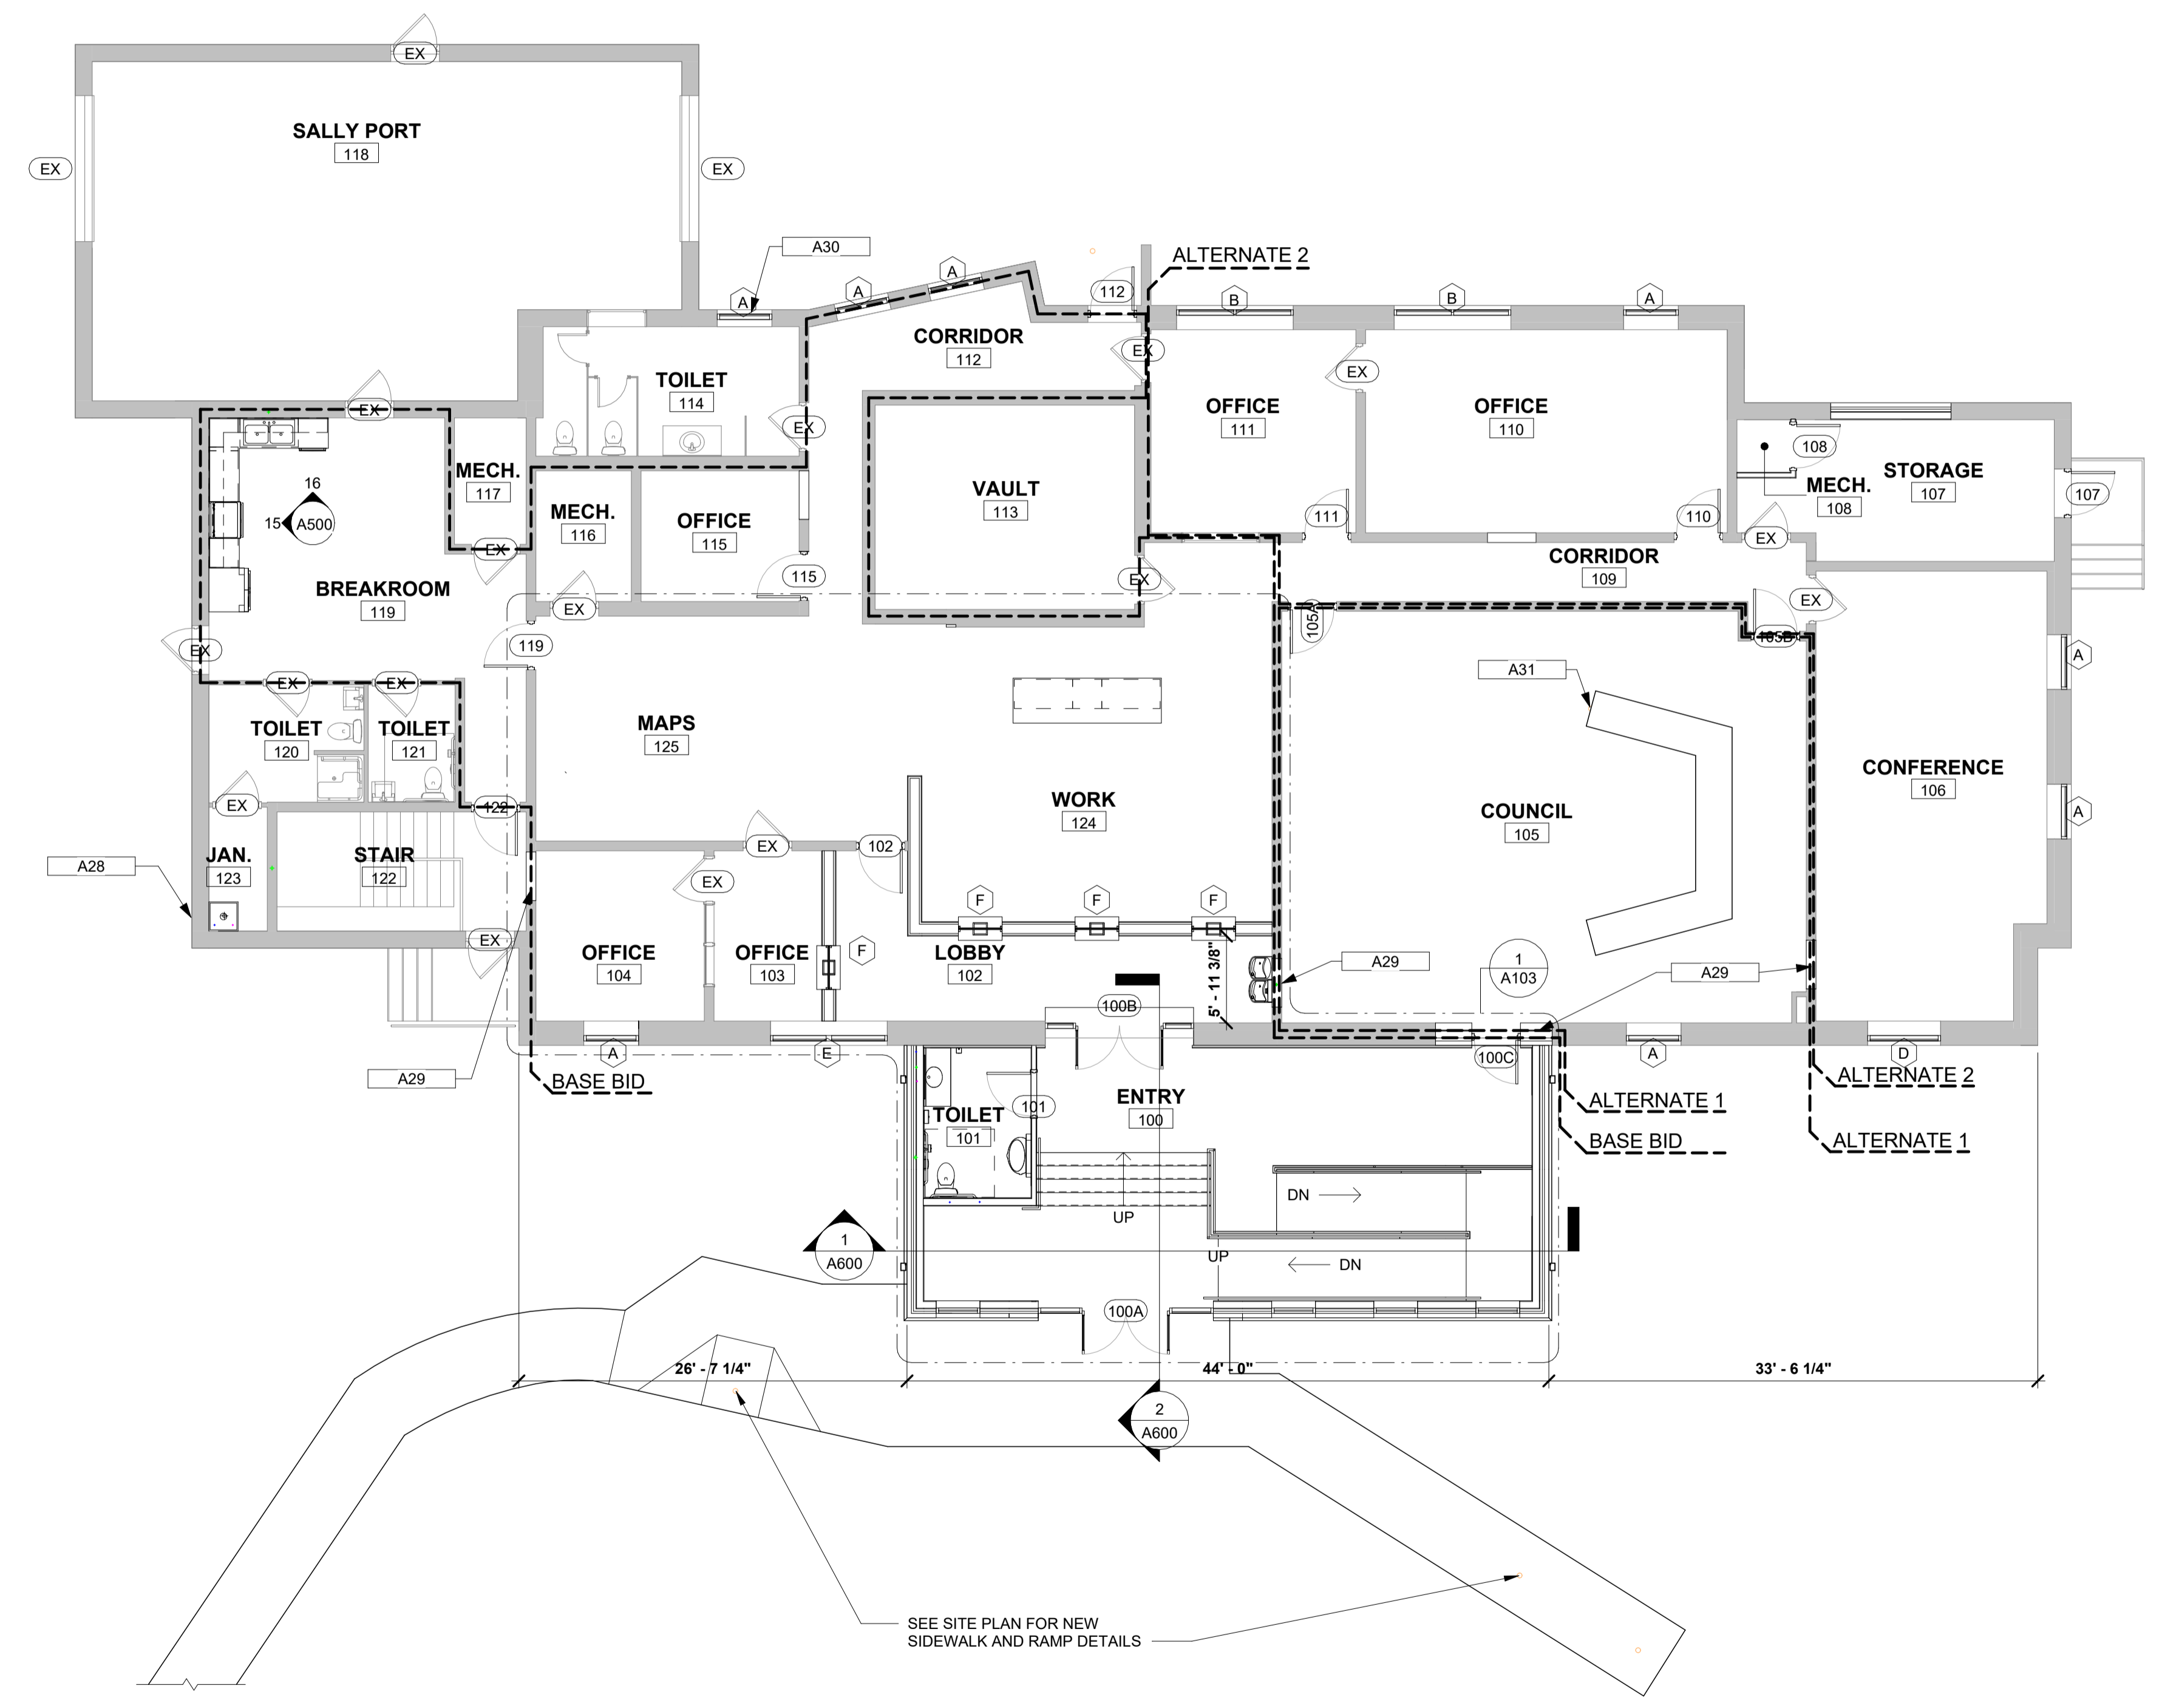 EX
SALLY PORT
118
EX
EX
A30
ALTERNATE 2
A
A
A
112
B
B
A
CORRIDOR
112
EX
EX
TOILET
114
OFFICE
111
OFFICE
110
EX
EX
108
STORAGE
107
MECH.
108
107
16
15
A500
MECH.
117
MECH.
116
OFFICE
115
VAULT
113
111
110
EX
EX
CORRIDOR
109
BREAKROOM
119
EX
115
EX
EX
119
105A
105B
EX
A31
A
EX
EX
TOILET
120
TOILET
121
MAPS
125
CONFERENCE
106
WORK
124
COUNCIL
105
A
EX
122
JAN.
123
STAIR
122
A28
EX
102
EX
F
F
F
EX
OFFICE
104
OFFICE
103
F
LOBBY
102
5' - 11 3/8"
A29
1
A103
A29
100B
A
E
100C
A
D
A29
BASE BID
ENTRY
100
TOILET
101
101
ALTERNATE 2
ALTERNATE 1
BASE BID
ALTERNATE 1
DN
UP
UP
DN
1
A600
100A
26' - 7 1/4"
44' - 0"
33' - 6 1/4"
2
A600
SEE SITE PLAN FOR NEW
SIDEWALK AND RAMP DETAILS